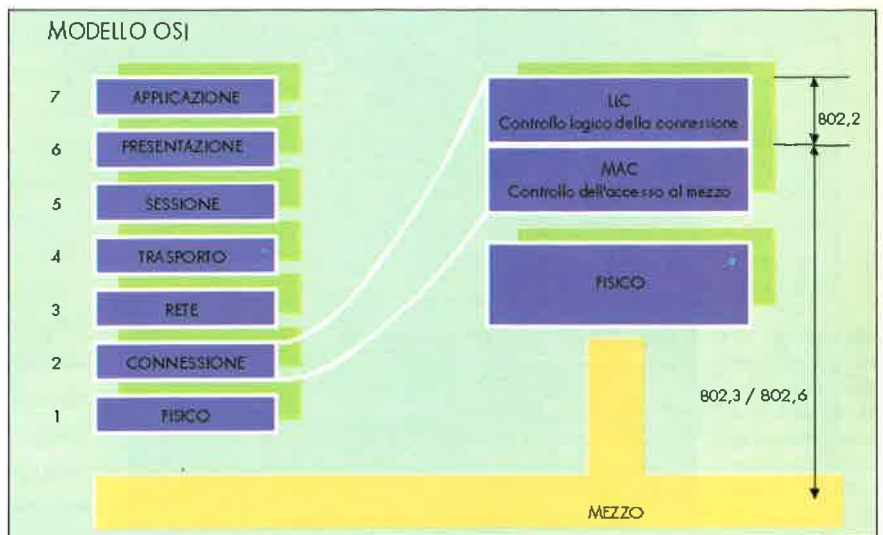 MODELLO OSI
7 APPLICAZIONE
6 PRESENTAZIONE
5 SESSIONE
4 TRASPORTO
3 RETE
2 CONNESSIONE
1 FISICO
LLC
Controllo logico della connessione
MAC
Controllo dell'accesso al mezzo
FISICO
802,2
802,3 / 802,6
MEZZO